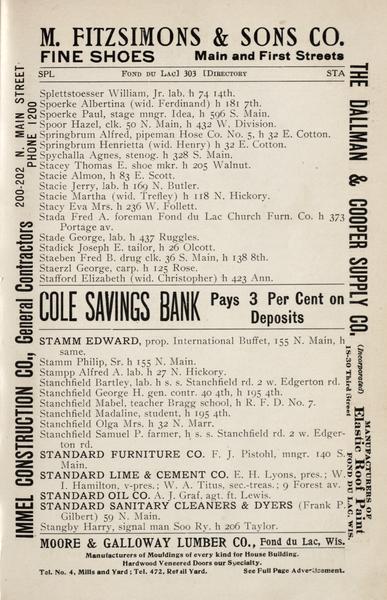 M. FITZSIMONS & SONS CO.
FINE SHOES Main and First Streets
SPL FOND DU LAC] 303 [DIRECTORY STA
Splettstoesser William, Jr. lab. h 74 14th.
Spoerke Albertina (wid. Ferdinand) h 181 7th.
Spoerke Paul, stage mngr. Idea, h 596 S. Main.
Spoor Hazel, clk. 50 N. Main, h 432 W. Division.
Springbrum Alfred, pipeman Hose Co. No. 5, h 32 E. Cotton.
Springbrum Henrietta (wid. Henry) h 32 E. Cotton.
Spychalla Agnes, stenog. h 328 S. Main.
Stacey Thomas E. shoe mkr. h 205 Walnut.
Stacie Almon, h 83 E. Scott.
Stacie Jerry, lab. h 169 N. Butler.
Stacie Martha (wid. Trefley) h 118 N. Hickory.
Stacy Eva Mrs. h 236 W. Follett.
Stada Fred A. foreman Fond du Lac Church Furn. Co. h 373
Portage av.
Stade George, lab. h 437 Ruggles.
Stadick Joseph E. tailor, h 26 Olcott.
Staeben Fred B. drug clk. 36 S. Main, h 138 8th.
Staerzl George, carp. h 125 Rose.
Stafford Elizabeth (wid. Christopher) h 423 Ann.
COLE SAVINGS BANK Pays 3 Per Cent on
Deposits
STAMM EDWARD, prop. International Buffet, 155 N. Main, h
same.
Stamm Philip, Sr. h 155 N. Main.
Stampp Alfred A. lab. h 27 N. Hickory.
Stanchfield Bartley, lab. h s. s. Stanchfield rd. 2 w. Edgerton rd.
Stanchfield George H. gen. contr. 40 4th, h 195 4th.
Stanchfield Mabel, teacher Bragg school, h R. F. D. No. 7.
Stanchfield Madaline, student, h 195 4th.
Stanchfield Olga Mrs. h 32 N. Marr.
Stanchfield Samuel P. farmer, h s. s. Stanchfield rd. 2 w. Edger-
ton rd.
STANDARD FURNITURE CO. F. J. Pistohl, mngr. 140 S.
Main.
STANDARD LIME & CEMENT CO. E. H. Lyons, pres.; W.
I. Hamilton, v-pres.; W. A. Titus, sec.-treas.; 9 Forest av.
STANDARD OIL CO. A. J. Graf, agt. ft. Lewis.
STANDARD SANITARY CLEANERS & DYERS (Frank P.
Gilbert) 59 N. Main.
Stangby Harry, signal man Soo Ry. h 206 Taylor.
MOORE & GALLOWAY LUMBER CO., Fond du Lac, Wis.
Manufacturers of Mouldings of every kind for House Building.
Hardwood Veneered Doors our Specialty.
Tel. No. 4, Mills and Yard; Tel. 472, Retail Yard. See Full Page Advertisement.
IMMEL CONSTRUCTION CO., General Contractors
200-202 N. MAIN STREET
PHONE 1200
THE DALLMAN & COOPER SUPPLY CO.
(Incorporated)
18-30 Third Street
MANUFACTURERS OF
Elastic Roof Paint
FOND DU LAC, WIS.